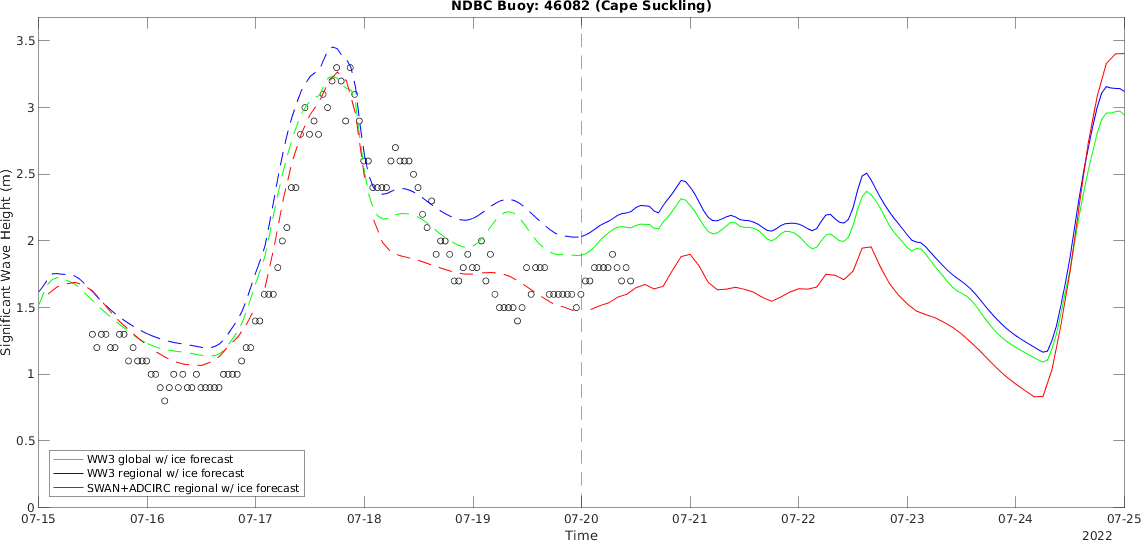 NDBC Buoy: 46082 (Cape Suckling)
Significant Wave Height (m)
3.5
3
2.5
2
1.5
1
0.5
0
WW3 global w/ ice forecast
WW3 regional w/ ice forecast
SWAN+ADCIRC regional w/ ice forecast
07-15 07-16 07-17 07-18 07-19 07-20 07-21 07-22 07-23 07-24 07-25
Time
2022